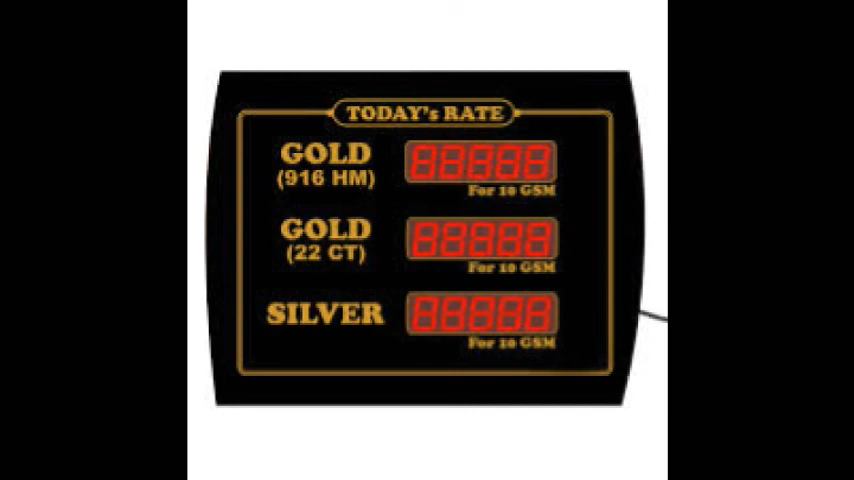 TODAY's RATE
GOLD
(916 HM)
88888
For 10 GSM
GOLD
(22 CT)
88888
For 10 GSM
SILVER
88888
For 10 GSM